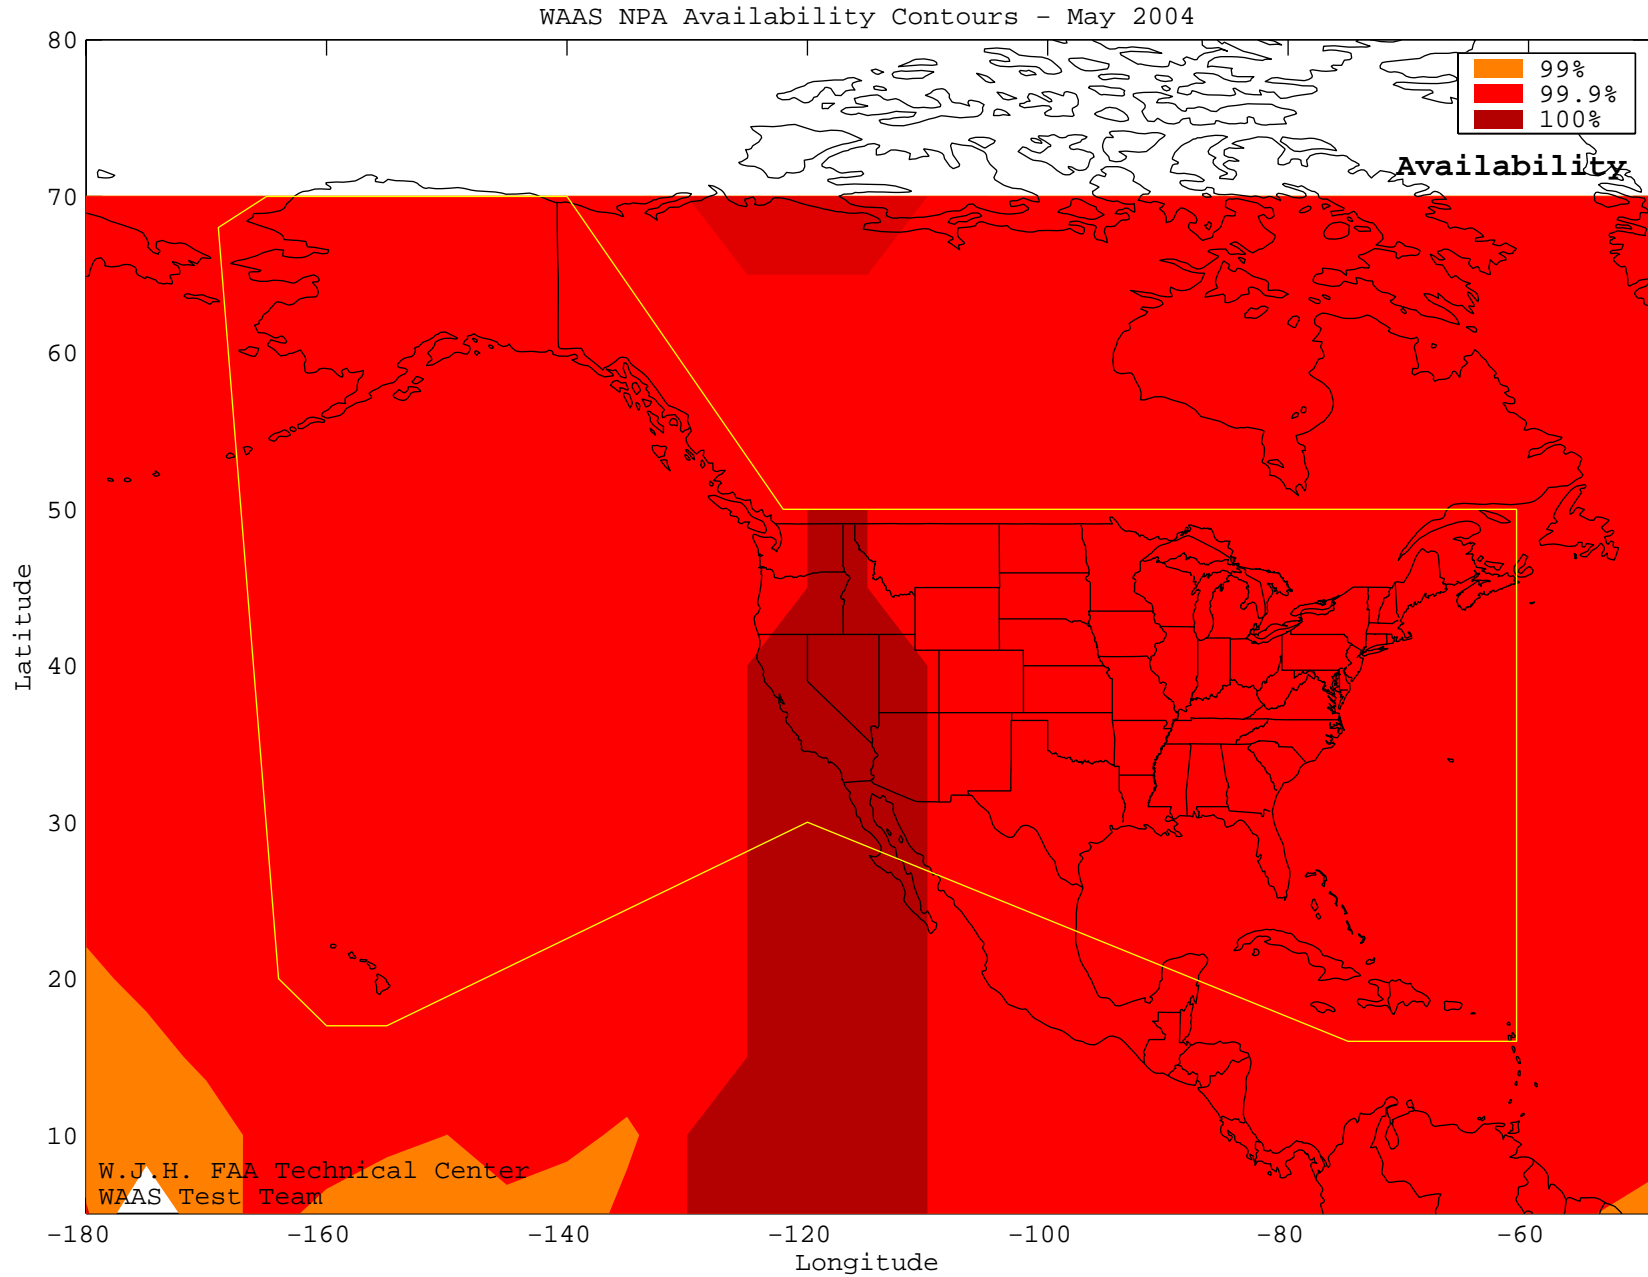 WAAS NPA Availability Contours - May 2004
80
99%
99.9%
100%
Availability
70
60
50
Latitude
40
30
20
10
W.J.H. FAA Technical Center
WAAS Test Team
-180 -160 -140 -120 -100 -80 -60
Longitude